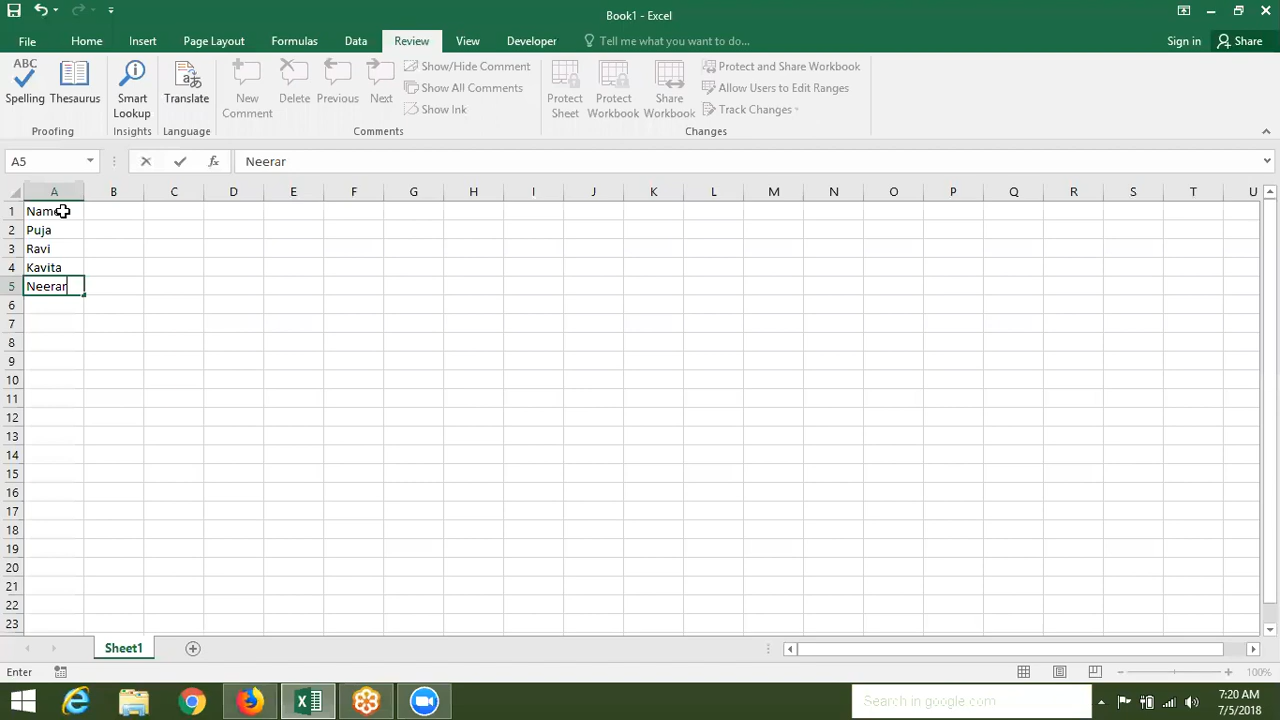 Book1 - Excel
File Home Insert Page Layout Formulas Data Review View Developer Tell me what you want to do... Sign in Share
ABC
Spelling Thesaurus Smart Lookup Translate New Comment Delete Previous Next Show/Hide Comment Show All Comments Show Ink Protect Sheet Protect Workbook Share Workbook Protect and Share Workbook Allow Users to Edit Ranges Track Changes
Proofing Insights Language Comments Changes
A5 fx Neerar
A B C D E F G H I J K L M N O P Q R S T U
1 Name
2 Puja
3 Ravi
4 Kavita
5 Neerar
6
7
8
9
10
11
12
13
14
15
16
17
18
19
20
21
22
23
Sheet1
Enter 100%
Search in google.com 7:20 AM
7/5/2018